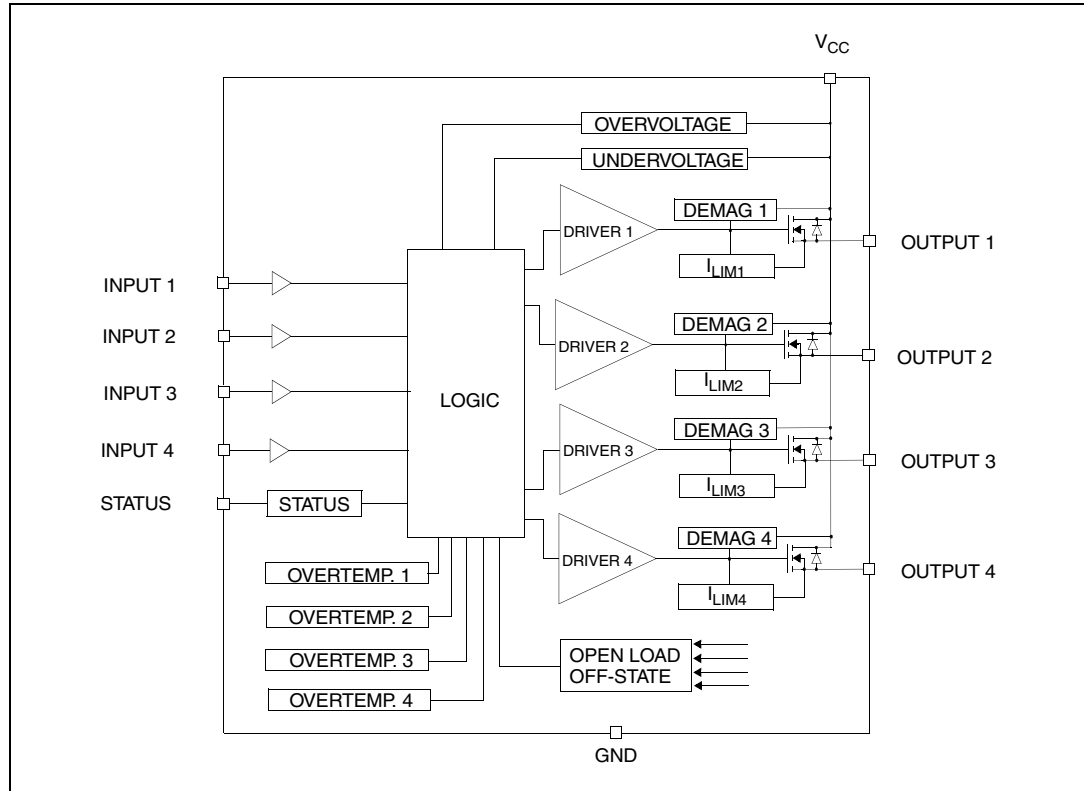 VCC
OVERVOLTAGE
UNDERVOLTAGE
DEMAG 1
DRIVER 1
OUTPUT 1
ILIM1
INPUT 1
DEMAG 2
INPUT 2
DRIVER 2
OUTPUT 2
ILIM2
INPUT 3
LOGIC
DEMAG 3
INPUT 4
DRIVER 3
OUTPUT 3
ILIM3
STATUS
STATUS
DEMAG 4
DRIVER 4
OUTPUT 4
OVERTEMP. 1
ILIM4
OVERTEMP. 2
OVERTEMP. 3
OPEN LOAD
OFF-STATE
OVERTEMP. 4
GND